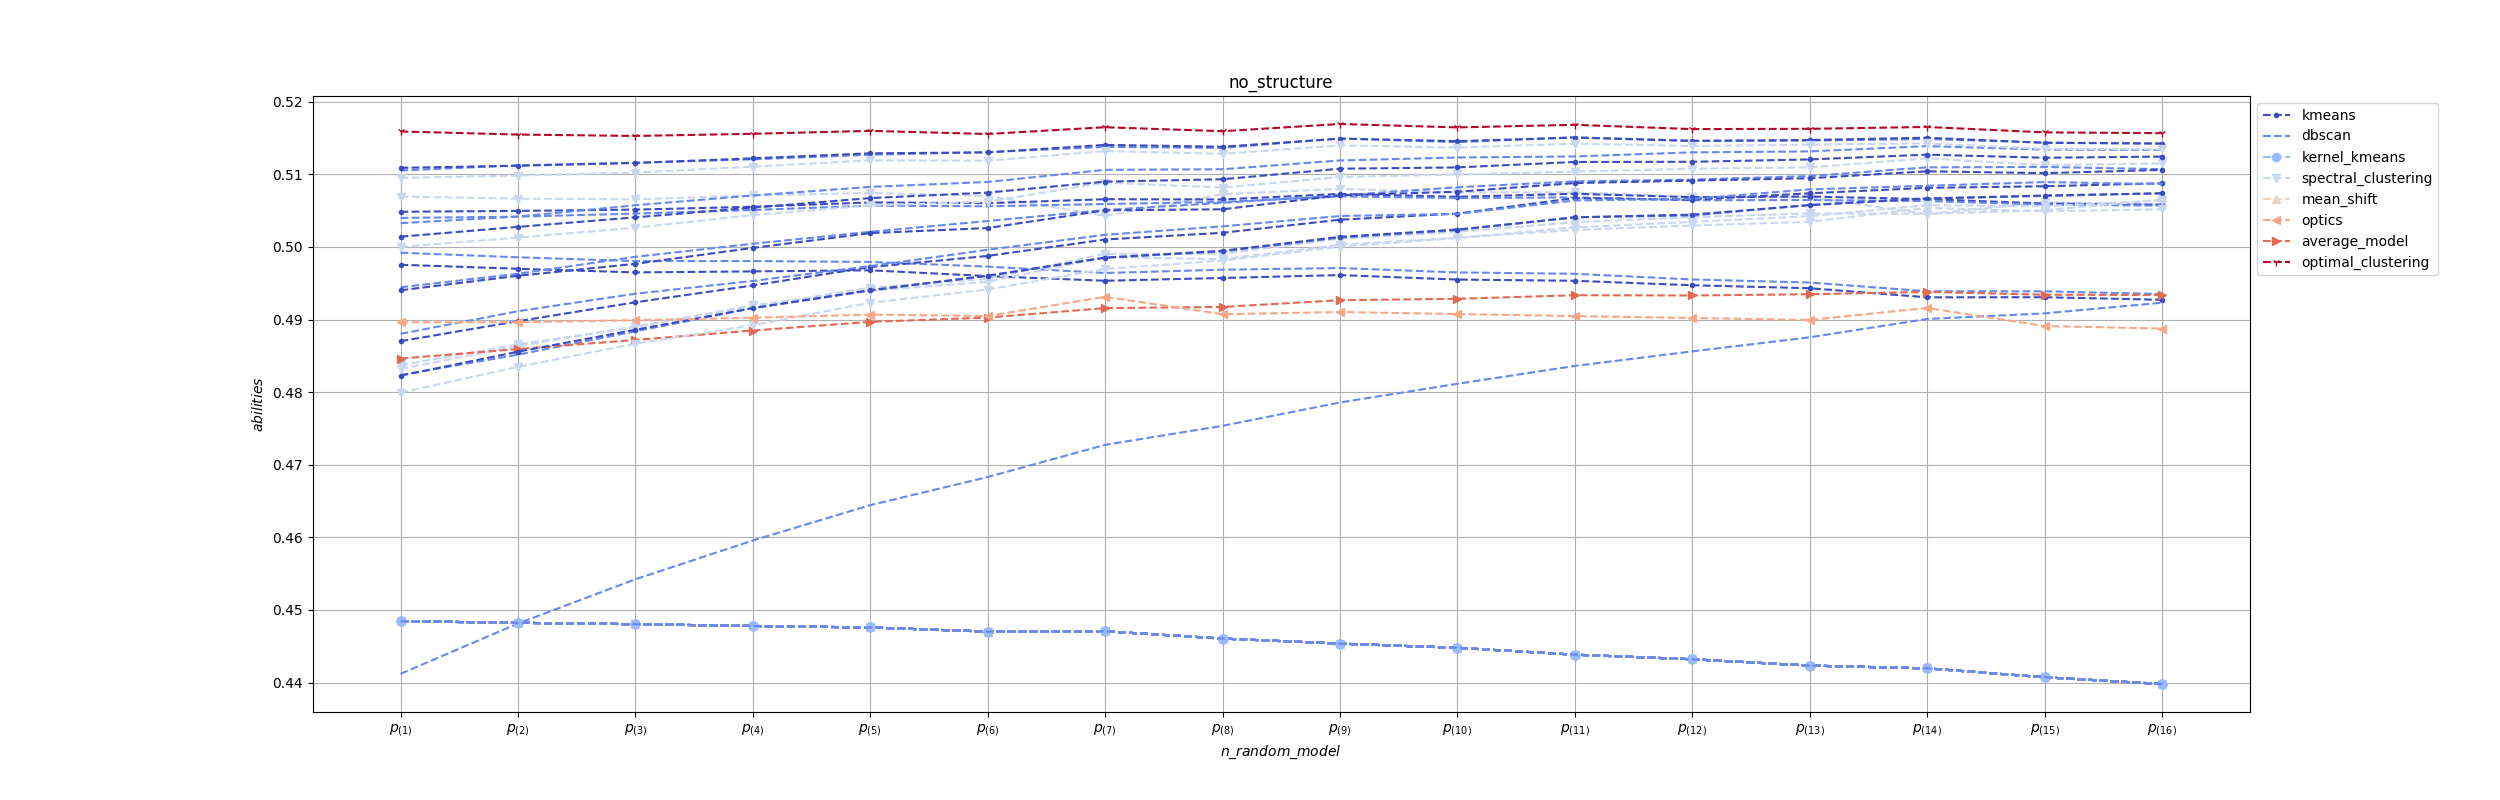 no_structure
0.52
0.51
0.50
0.49
0.48
0.47
0.46
0.45
0.44
abilities
p(1) p(2) p(3) p(4) p(5) p(6) p(7) p(8) p(9) p(10) p(11) p(12) p(13) p(14) p(15) p(16)
n_random_model
kmeans
dbscan
kernel_kmeans
spectral_clustering
mean_shift
optics
average_model
optimal_clustering